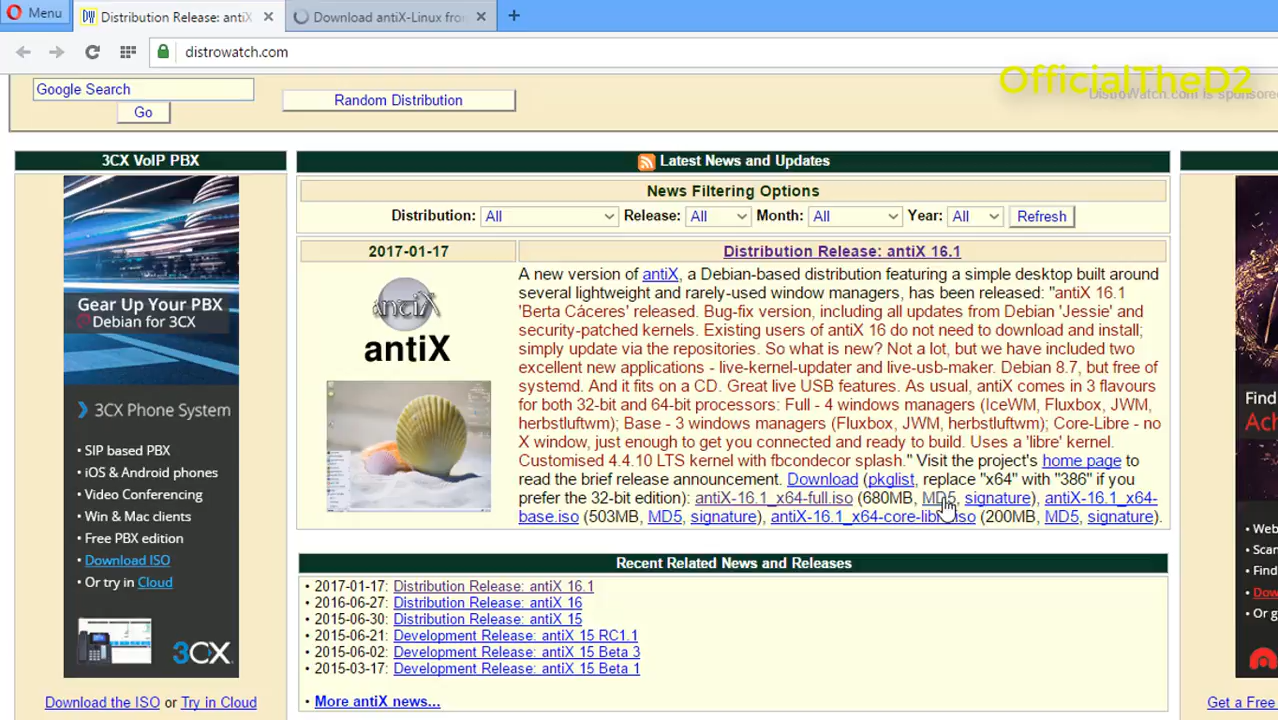 Menu
Distribution Release: antiX
Download antiX-Linux from
distrowatch.com
OfficialTheD2
DistroWatch.com is sponsored
Google Search
Go
Random Distribution
3CX VoIP PBX
Gear Up Your PBX
Debian for 3CX
3CX Phone System
• SIP based PBX
• iOS & Android phones
• Video Conferencing
• Win & Mac clients
• Free PBX edition
• Download ISO
• Or try in Cloud
3CX
Download the ISO or Try in Cloud
Latest News and Updates
News Filtering Options
Distribution: All Release: All Month: All Year: All Refresh
2017-01-17
Distribution Release: antiX 16.1
antiX
antiX
A new version of antiX, a Debian-based distribution featuring a simple desktop built around
several lightweight and rarely-used window managers, has been released: "antiX 16.1
'Berta Cáceres' released. Bug-fix version, including all updates from Debian 'Jessie' and
security-patched kernels. Existing users of antiX 16 do not need to download and install;
simply update via the repositories. So what is new? Not a lot, but we have included two
excellent new applications - live-kernel-updater and live-usb-maker. Debian 8.7, but free of
systemd. And it fits on a CD. Great live USB features. As usual, antiX comes in 3 flavours
for both 32-bit and 64-bit processors: Full - 4 windows managers (IceWM, Fluxbox, JWM,
herbstluftwm); Base - 3 windows managers (Fluxbox, JWM, herbstluftwm); Core-Libre - no
X window, just enough to get you connected and ready to build. Uses a 'libre' kernel.
Customised 4.4.10 LTS kernel with fbcondecor splash." Visit the project's home page to
read the brief release announcement. Download (pkglist, replace "x64" with "386" if you
prefer the 32-bit edition): antiX-16.1_x64-full.iso (680MB, MD5, signature), antiX-16.1_x64-
base.iso (503MB, MD5, signature), antiX-16.1_x64-core-libre.iso (200MB, MD5, signature).
Recent Related News and Releases
• 2017-01-17: Distribution Release: antiX 16.1
• 2016-06-27: Distribution Release: antiX 16
• 2015-06-30: Distribution Release: antiX 15
• 2015-06-21: Development Release: antiX 15 RC1.1
• 2015-06-02: Development Release: antiX 15 Beta 3
• 2015-03-17: Development Release: antiX 15 Beta 1
• More antiX news...
Find
Ac
• Web
• Scan
• Find
• Dow
• Or g
Get a Free